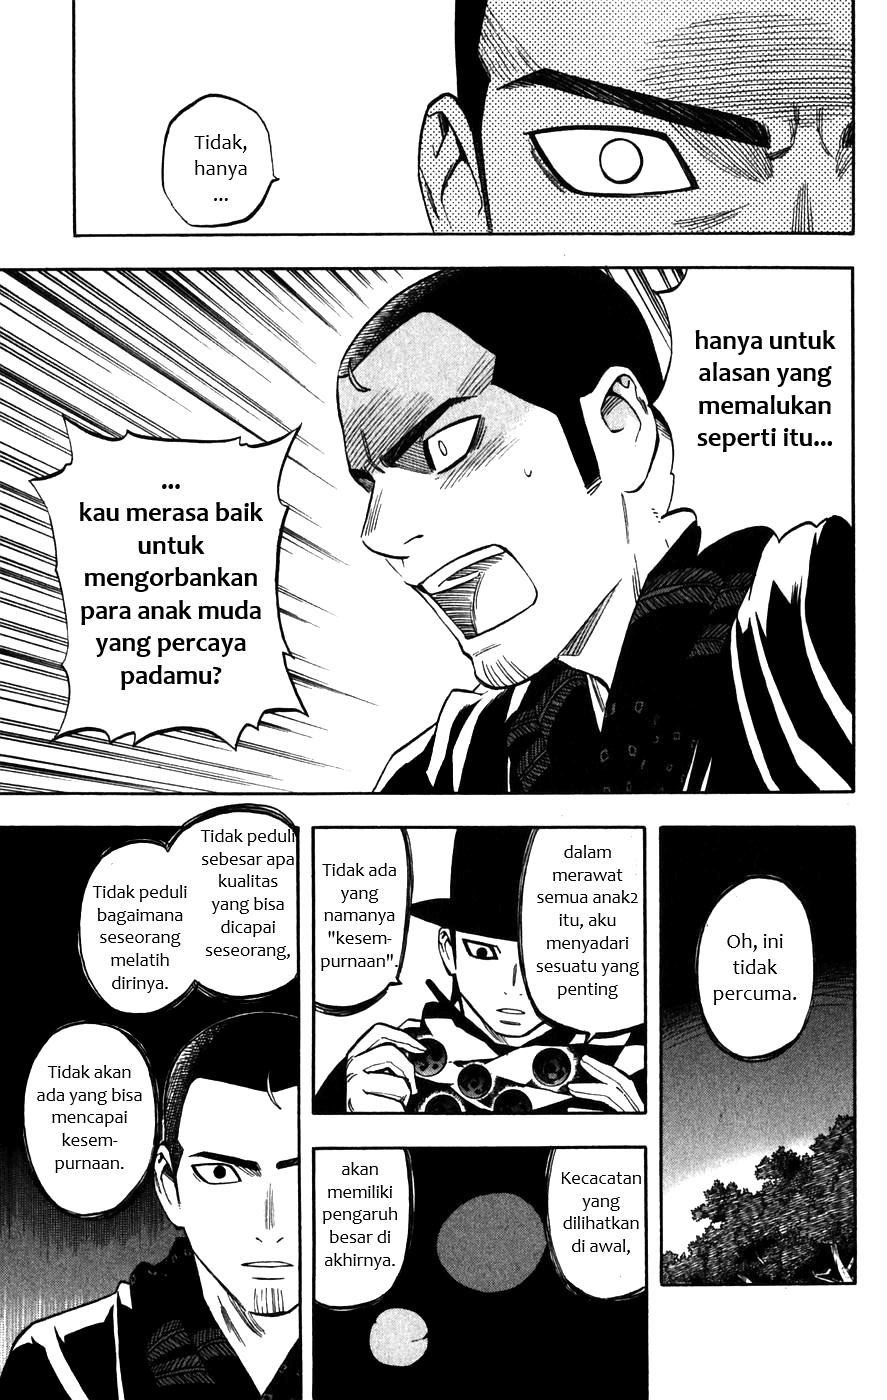 Tidak,
hanya
...
hanya untuk
alasan yang
memalukan
seperti itu...
...
kau merasa baik
untuk
mengorbankan
para anak muda
yang percaya
padamu?
Oh, ini
tidak
percuma.
dalam
merawat
semua anak2
itu, aku
menyadari
sesuatu yang
penting
Tidak ada
yang
namanya
"kesem-
purnaan".
Kecacatan
yang
dilihatkan
di awal,
akan
memiliki
pengaruh
besar di
akhirnya.
Tidak peduli
sebesar apa
kualitas
yang bisa
dicapai
seseorang,
Tidak peduli
bagaimana
seseorang
melatih
dirinya.
Tidak akan
ada yang bisa
mencapai
kesem-
purnaan.